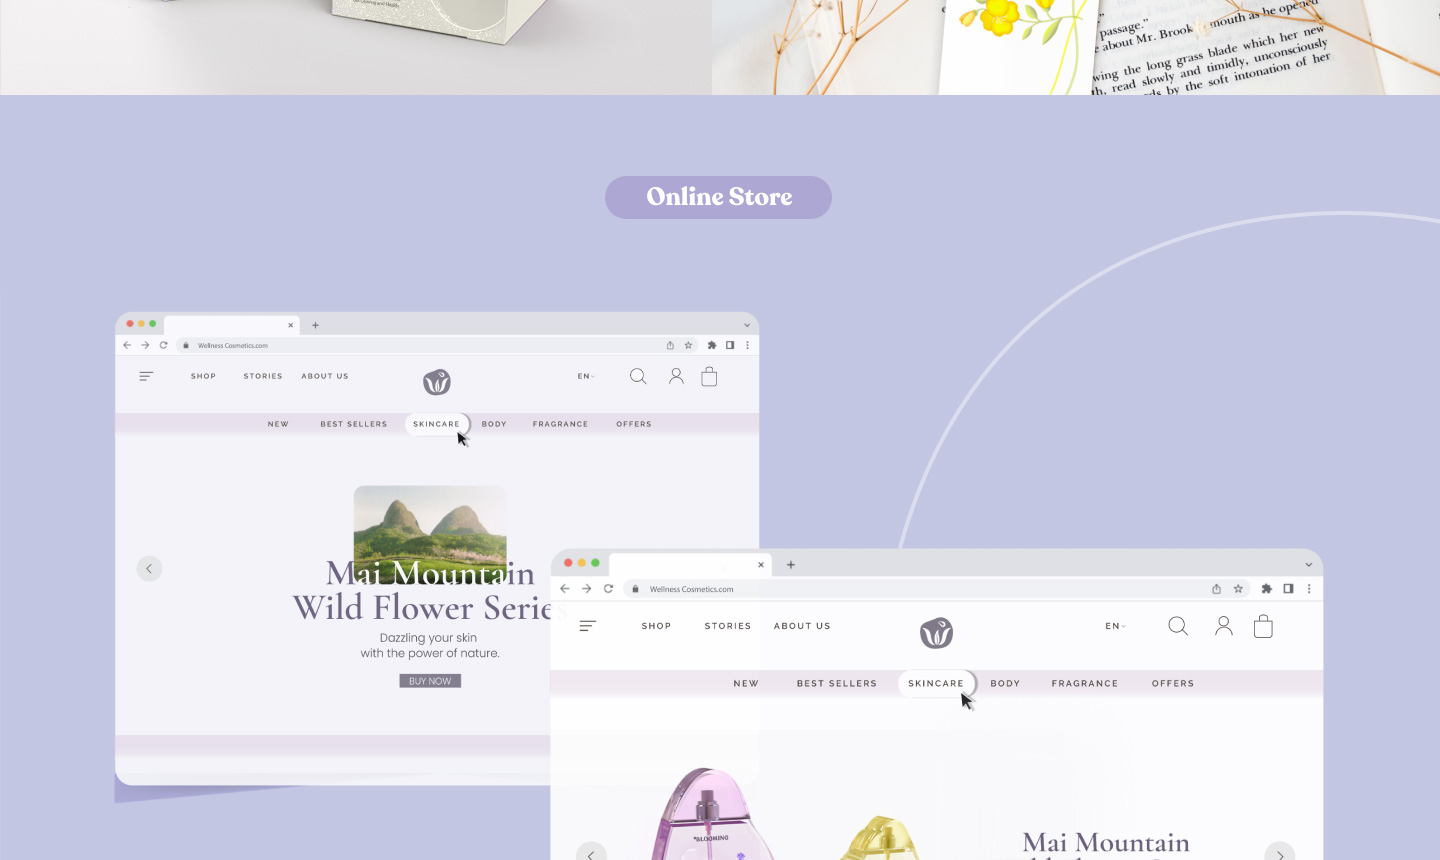 passage."
about Mr. Brook mouth as he opened
wing the long grass blade which her new
th, read slowly and timidly, unconsciously
ds by the soft intonation of her
Online Store
Wellness Cosmetics.com
SHOP STORIES ABOUT US EN
NEW BEST SELLERS SKINCARE BODY FRAGRANCE OFFERS
Mai Mountain
Wild Flower Series
Dazzling your skin
with the power of nature.
BUY NOW
Wellness Cosmetics.com
SHOP STORIES ABOUT US EN
NEW BEST SELLERS SKINCARE BODY FRAGRANCE OFFERS
BLOOMING
Mai Mountain